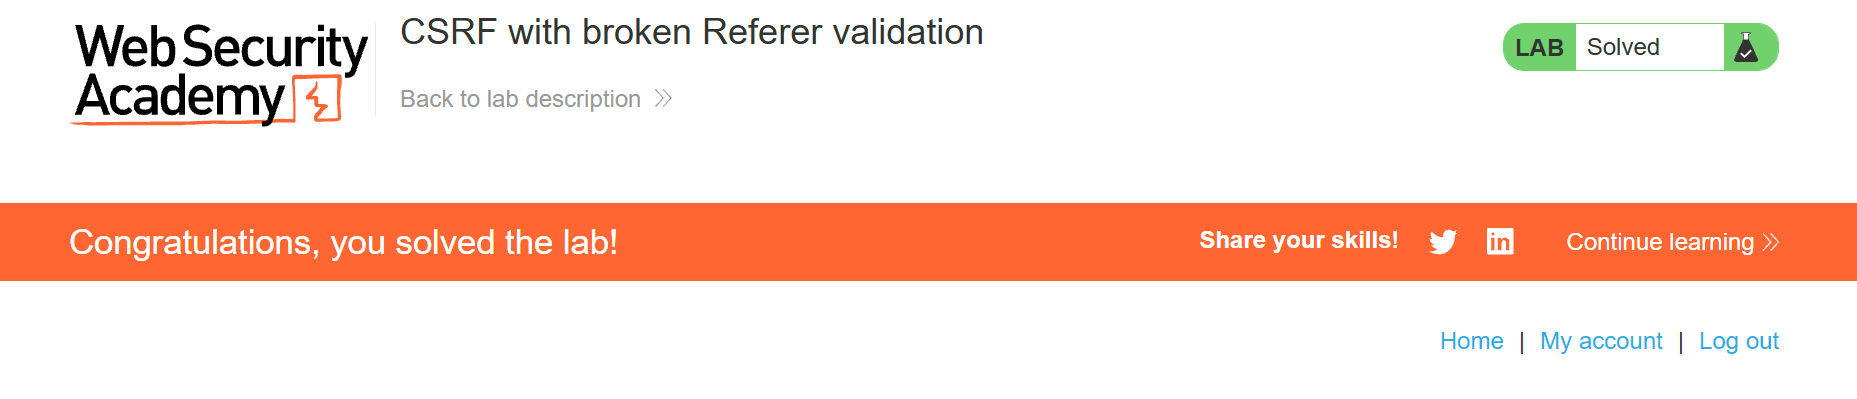 Web Security
Academy
CSRF with broken Referer validation
Back to lab description
LAB Solved
Congratulations, you solved the lab!
Share your skills!
Continue learning
Home | My account | Log out